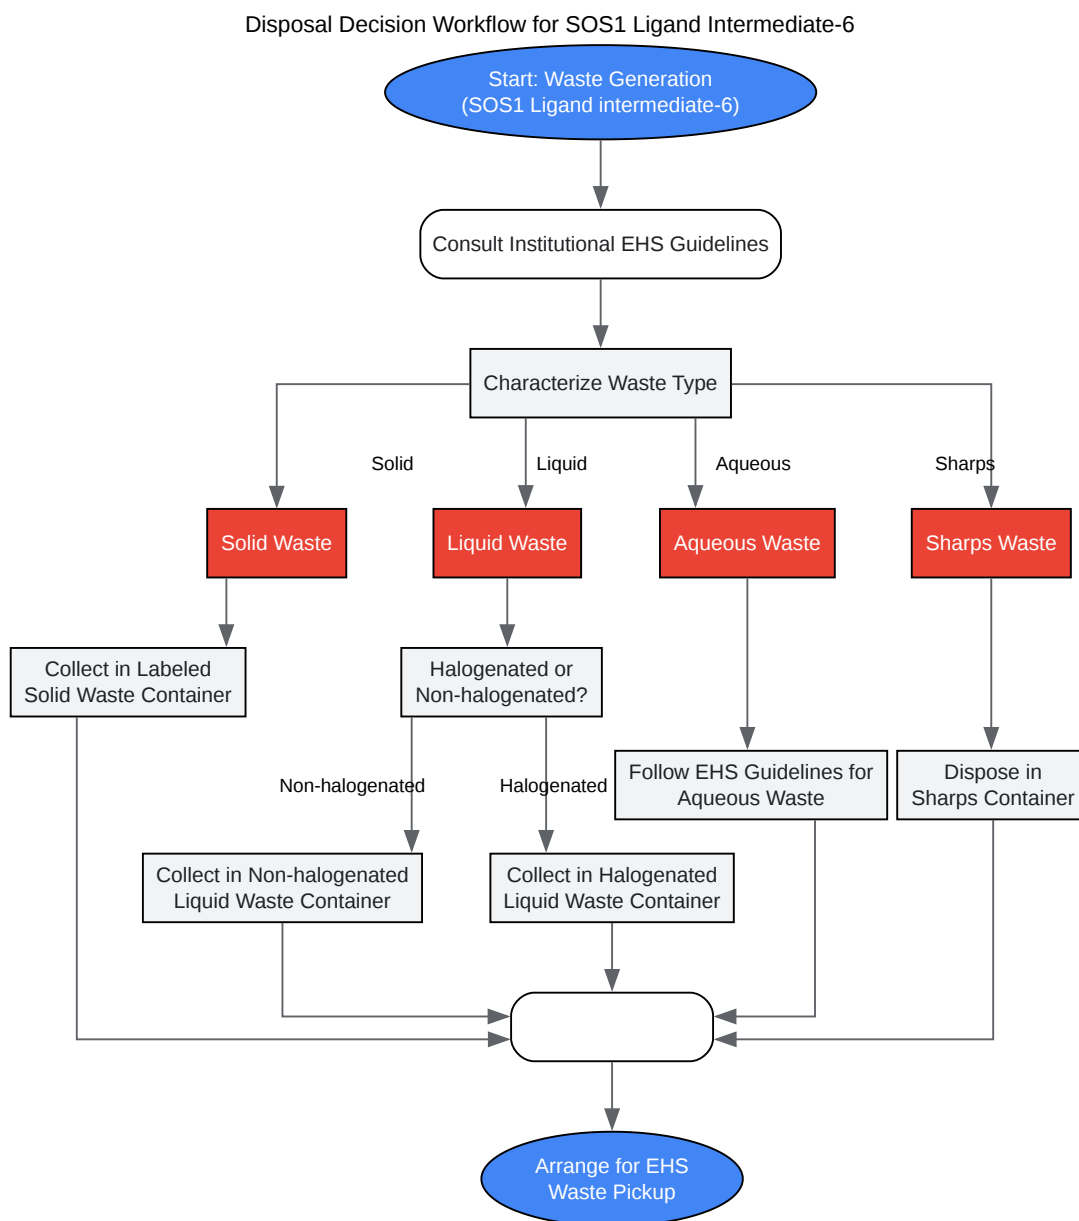 Disposal Decision Workflow for SOS1 Ligand Intermediate-6
Start: Waste Generation
(SOS1 Ligand intermediate-6)
Consult Institutional EHS Guidelines
Characterize Waste Type
Solid
Liquid
Aqueous
Sharps
Solid Waste
Liquid Waste
Aqueous Waste
Sharps Waste
Collect in Labeled
Solid Waste Container
Halogenated or
Non-halogenated?
Non-halogenated
Halogenated
Follow EHS Guidelines for
Aqueous Waste
Dispose in
Sharps Container
Collect in Non-halogenated
Liquid Waste Container
Collect in Halogenated
Liquid Waste Container
Arrange for EHS
Waste Pickup